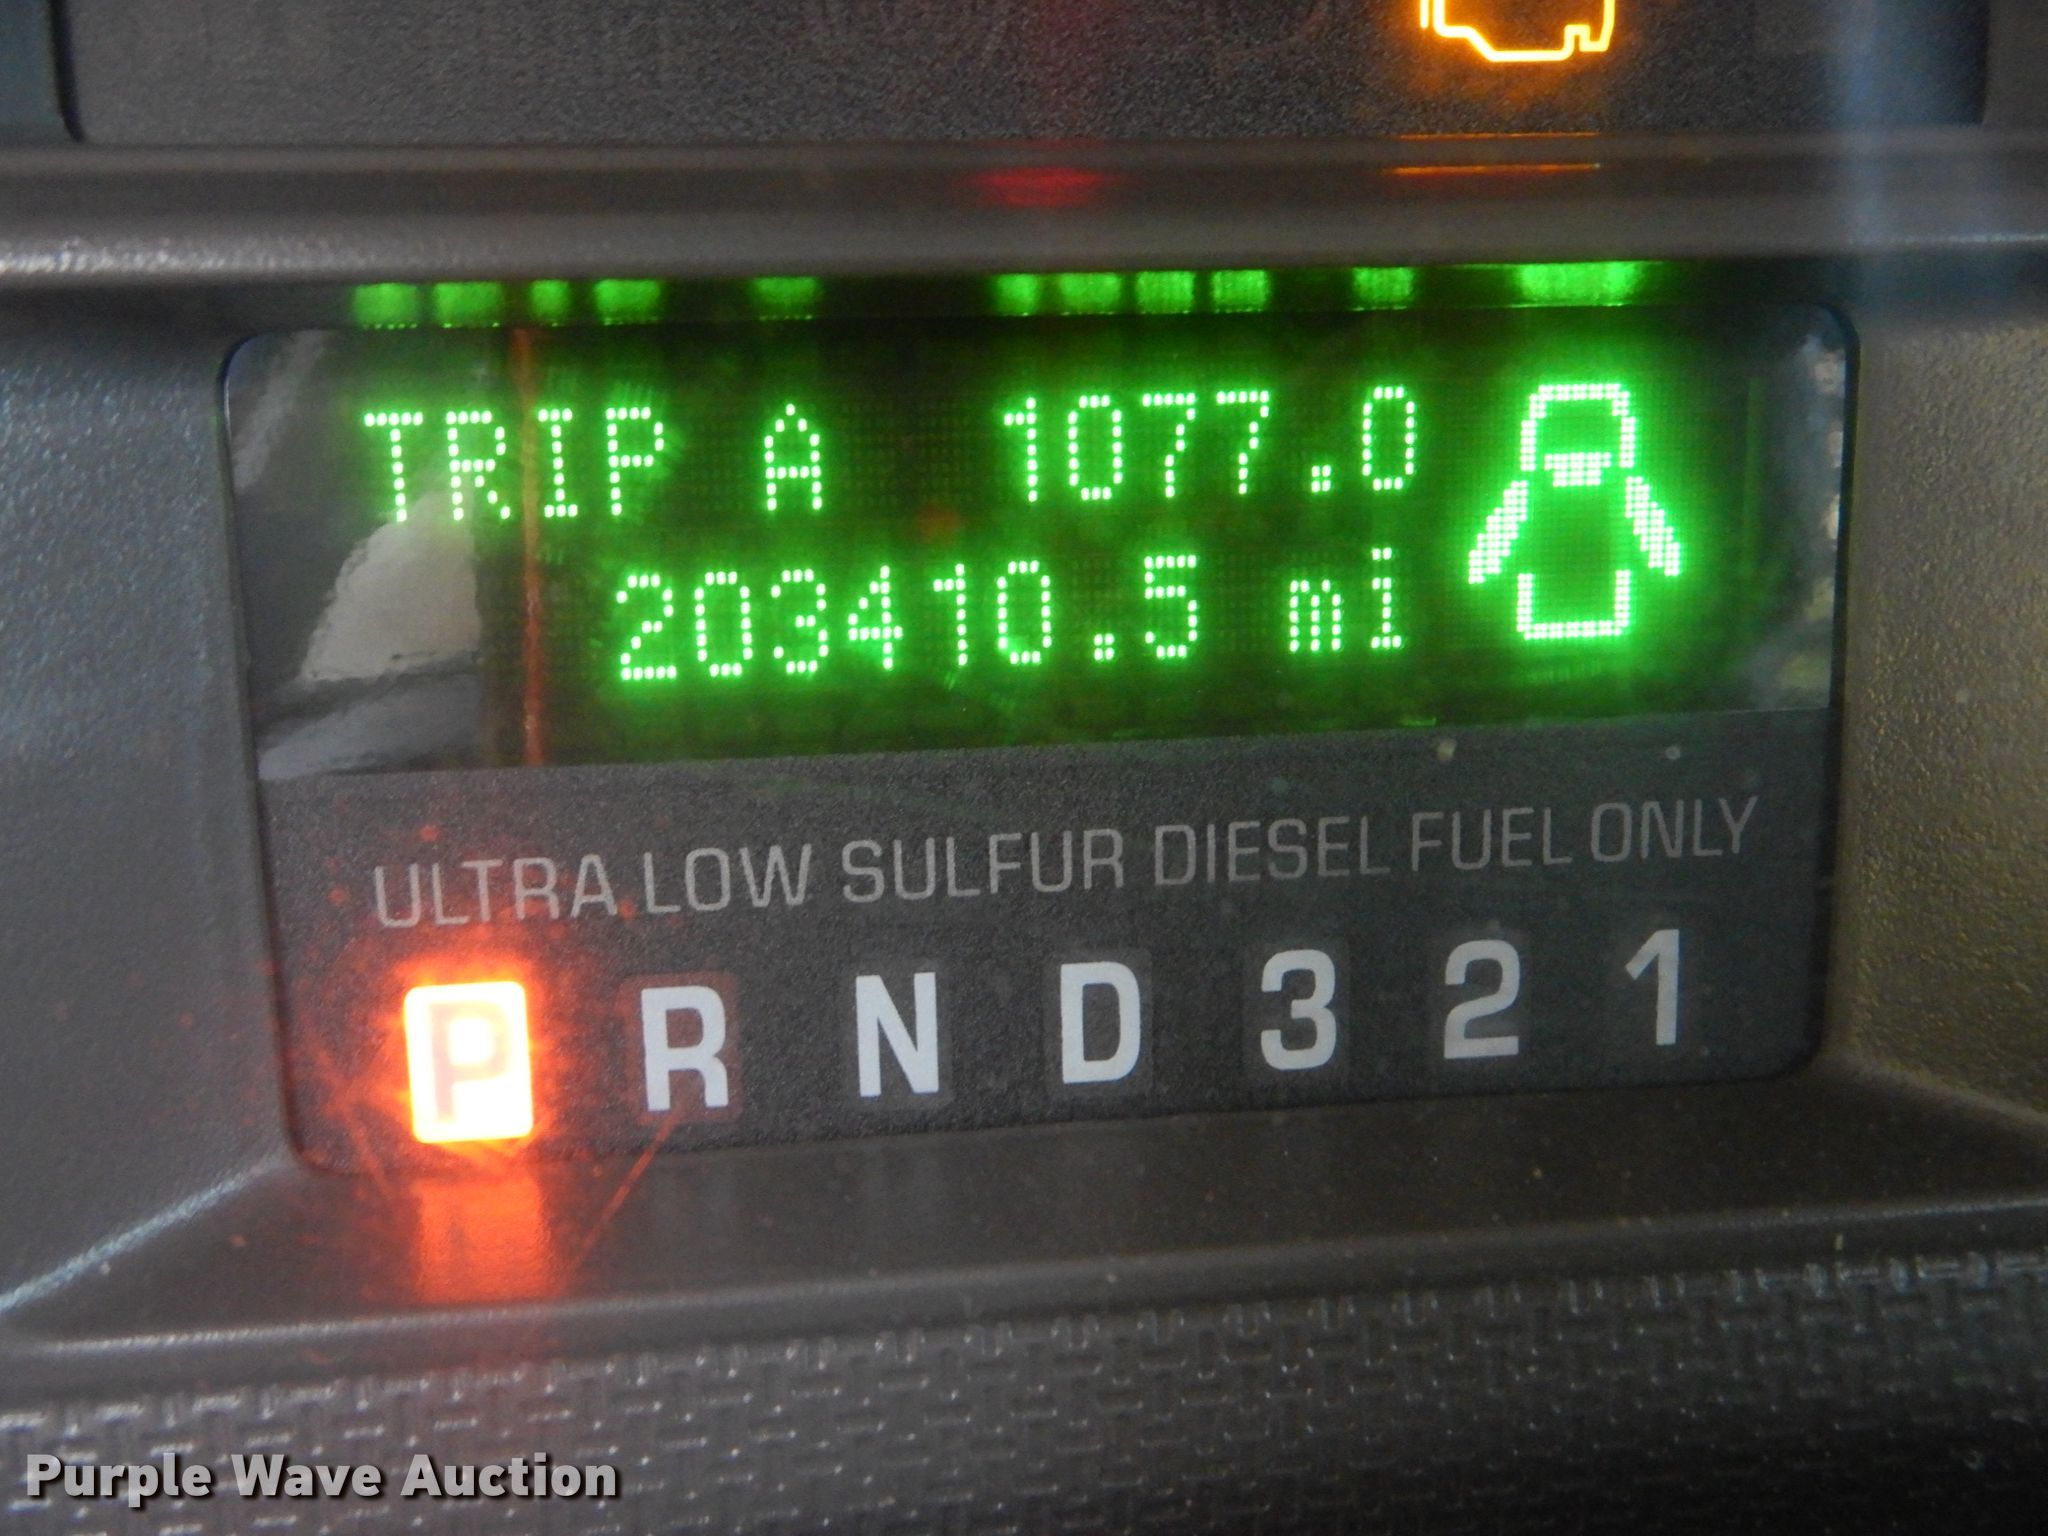 TRIP A 1077.0
203410.5 mi
ULTRA LOW SULFUR DIESEL FUEL ONLY
P R N D 3 2 1
Purple Wave Auction